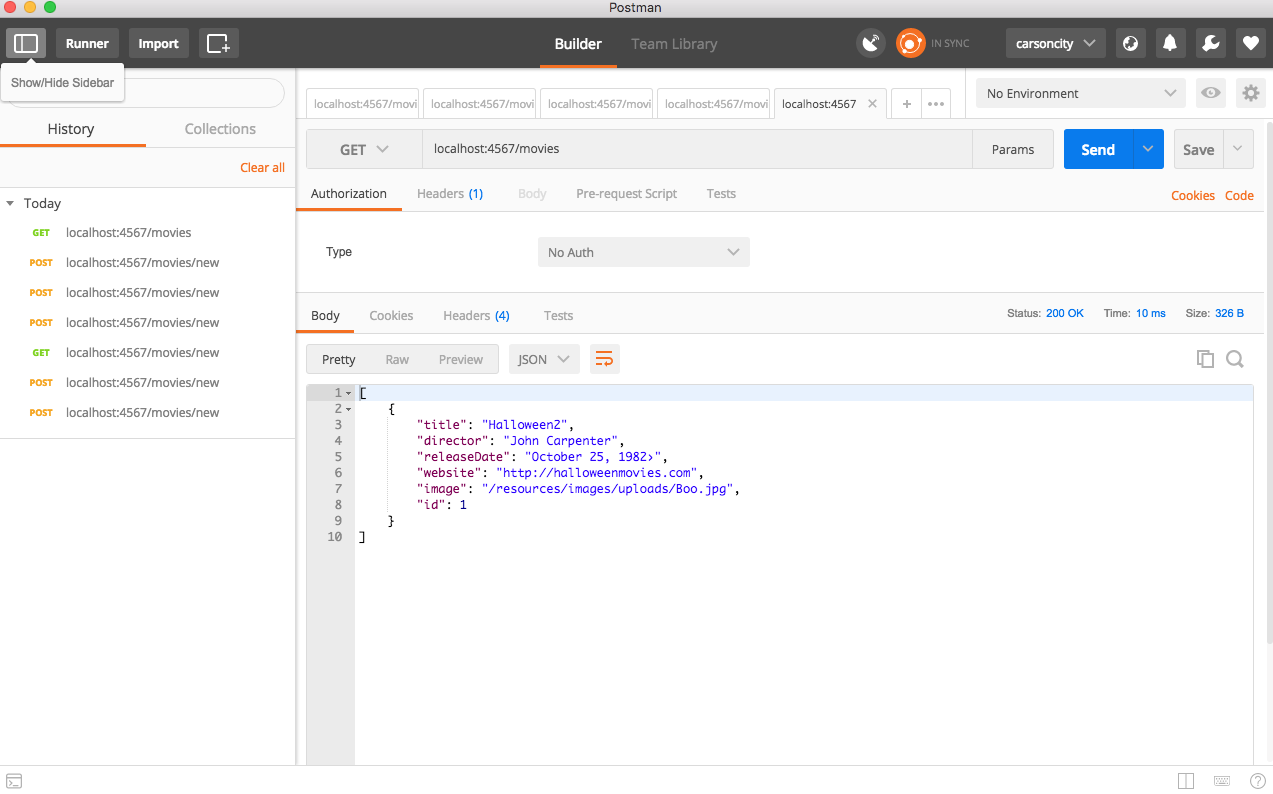 Postman
Runner Import Builder Team Library IN SYNC carsoncity
Show/Hide Sidebar
History Collections
Clear all
Today
GET localhost:4567/movies
POST localhost:4567/movies/new
POST localhost:4567/movies/new
POST localhost:4567/movies/new
GET localhost:4567/movies/new
POST localhost:4567/movies/new
POST localhost:4567/movies/new
localhost:4567/movi localhost:4567/movi localhost:4567/movi localhost:4567/movi localhost:4567 No Environment
GET localhost:4567/movies Params Send Save
Authorization Headers (1) Body Pre-request Script Tests Cookies Code
Type No Auth
Body Cookies Headers (4) Tests Status: 200 OK Time: 10 ms Size: 326 B
Pretty Raw Preview JSON
1 [
2 {
3 "title": "Halloween2",
4 "director": "John Carpenter",
5 "releaseDate": "October 25, 1982>",
6 "website": "http://halloweenmovies.com",
7 "image": "/resources/images/uploads/Boo.jpg",
8 "id": 1
9 }
10 ]